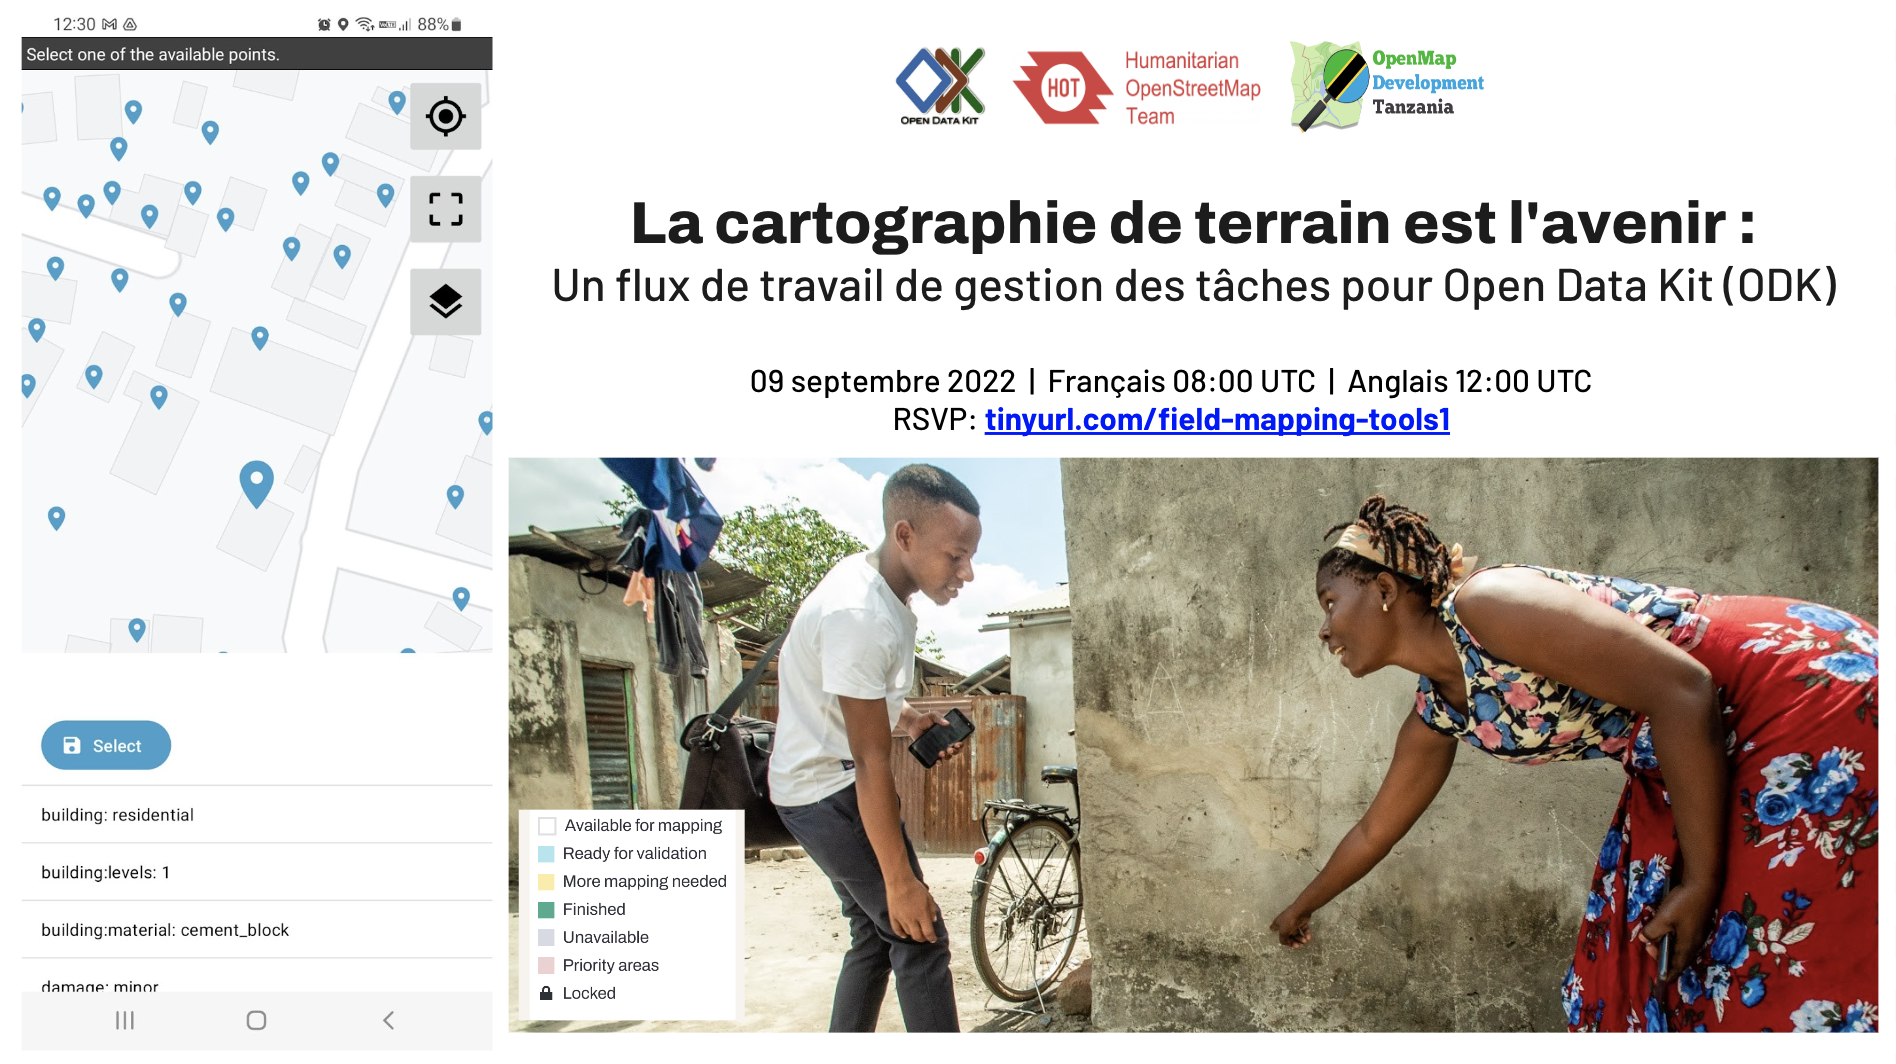 12:30
88%
Select one of the available points.
Select
building: residential
building:levels: 1
building:material: cement_block
damage: minor
OPEN DATA KIT
HOT
Humanitarian
OpenStreetMap
Team
OpenMap
Development
Tanzania
La cartographie de terrain est l'avenir :
Un flux de travail de gestion des tâches pour Open Data Kit (ODK)
09 septembre 2022 | Français 08:00 UTC | Anglais 12:00 UTC
RSVP: tinyurl.com/field-mapping-tools1
Available for mapping
Ready for validation
More mapping needed
Finished
Unavailable
Priority areas
Locked